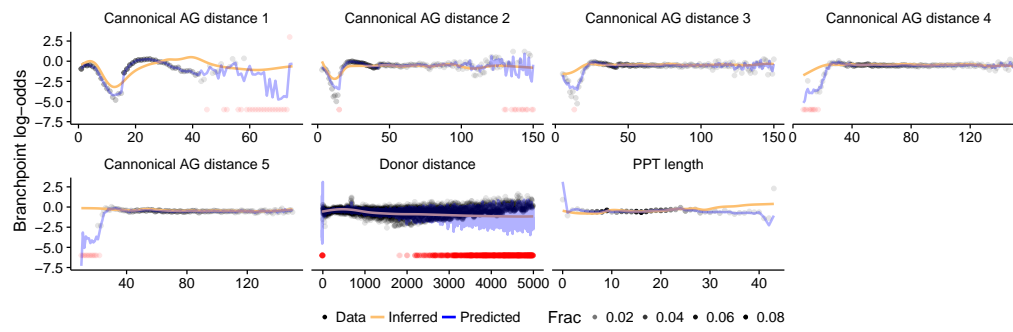 Cannonical AG distance 1
Cannonical AG distance 2
Cannonical AG distance 3
Cannonical AG distance 4
2.5
0.0
−2.5
−5.0
−7.5
0 20 40 60
0 50 100 150
50 100 150
40 80 120
Branchpoint log−odds
Cannonical AG distance 5
Donor distance
PPT length
2.5
0.0
−2.5
−5.0
−7.5
40 80 120
0 1000 2000 3000 4000 5000
0 10 20 30 40
Data Inferred Predicted Frac 0.02 0.04 0.06 0.08